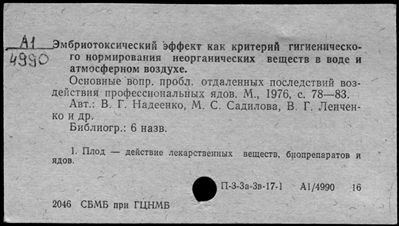 А1
4990
Эмбриотоксический эффект как критерий гигиеническо-
го нормирования неорганических веществ в воде и
атмосферном воздухе.
Основные вопр. пробл. отдаленных последствий воз-
действия профессиональных ядов. М., 1976, с. 78—83.
Авт.: В. Г. Надеенко, М. С. Садилова, В. Г. Ленченко
и др.
Библиогр.: 6 назв.
1. Плод — действие лекарственных веществ, биопрепаратов и
ядов.
П-3-3а-3в-17-1 А1/4990 16
2046 СБМБ при ГЦНМБ